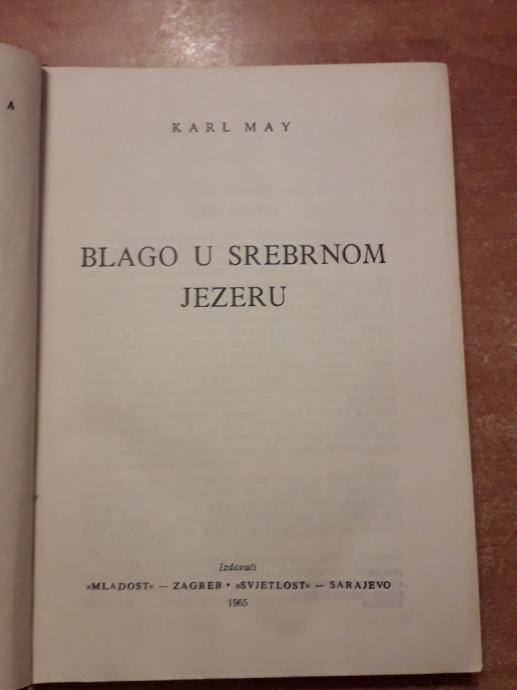 A
KARL MAY
BLAGO U SREBRNOM
JEZERU
Izdavači
»MLADOST« — ZAGREB • »SVJETLOST« — SARAJEVO
1965